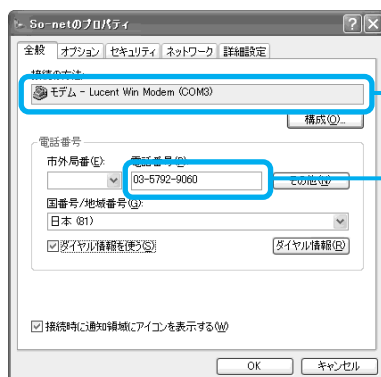 So-netのプロパティ
全般 オプション セキュリティ ネットワーク 詳細設定
接続の方法:
モデム - Lucent Win Modem (COM3)
構成(O)...
電話番号
市外局番(E): 電話番号(P):
03-5792-9060 その他(N)
国番号/地域番号(G):
日本 (81)
ダイヤル情報を使う(S) ダイヤル情報(R)
接続時に通知領域にアイコンを表示する(W)
OK キャンセル